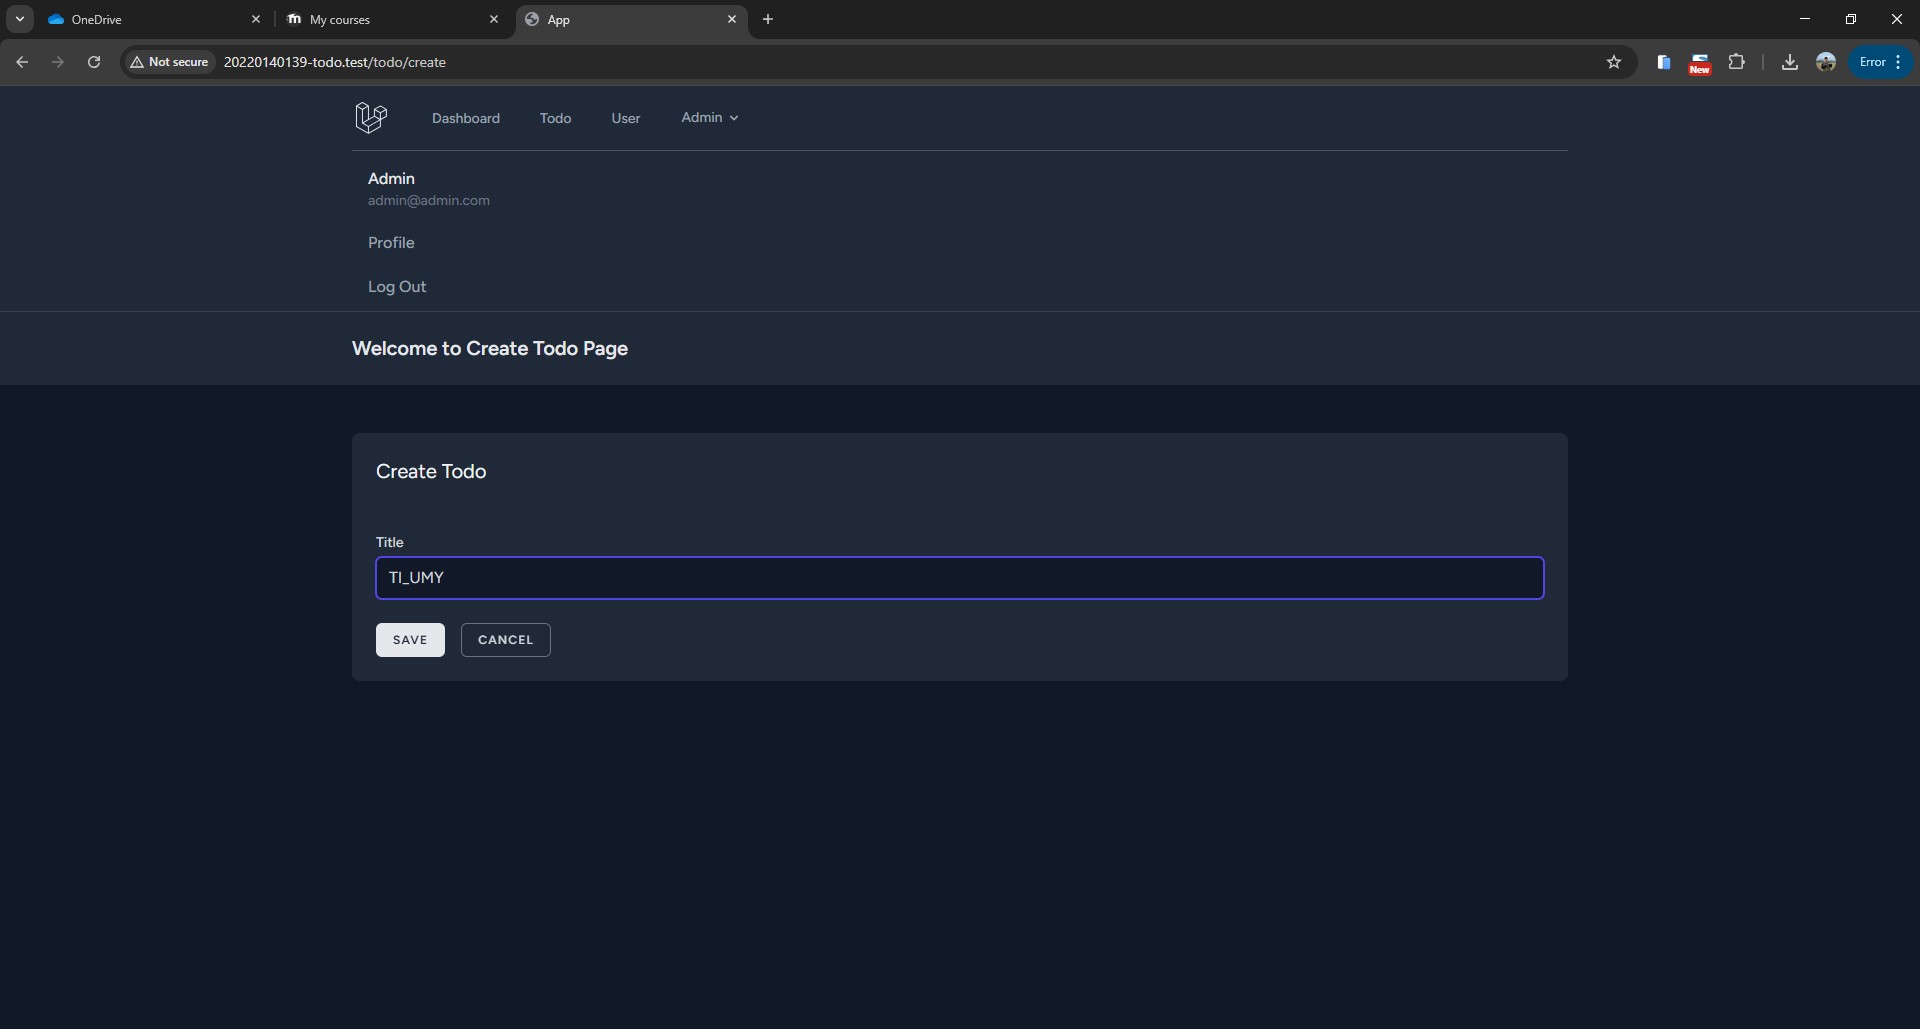 OneDrive
My courses
App
Not secure
20220140139-todo.test/todo/create
New
Error
Dashboard
Todo
User
Admin
Admin
admin@admin.com
Profile
Log Out
Welcome to Create Todo Page
Create Todo
Title
TI_UMY
SAVE
CANCEL